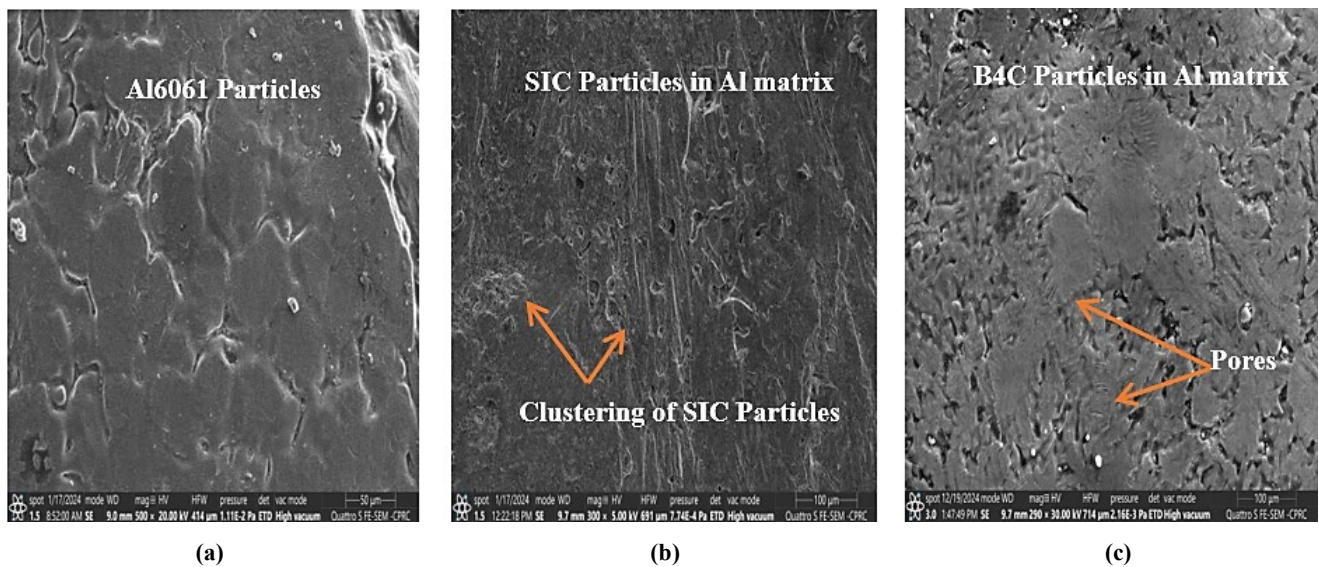 Al6061 Particles
spot 1/17/2024 mode WD mag HV HFW pressure det vac mode 50 µm
1.5 8:52:00 AM SE 9.0 mm 500 × 20.00 kV 414 µm 1.11E-2 Pa ETD High vacuum Quattro S FE-SEM -CPRC
(a)
SIC Particles in Al matrix
Clustering of SIC Particles
spot 1/17/2024 mode WD mag HV HFW pressure det vac mode 100 µm
1.5 12:22:18 PM SE 9.7 mm 300 × 5.00 kV 691 µm 7.74E-4 Pa ETD High vacuum Quattro S FE-SEM -CPRC
(b)
B4C Particles in Al matrix
Pores
spot 12/19/2024 mode WD mag HV HFW pressure det vac mode 100 µm
3.0 1:47:49 PM SE 9.7 mm 290 × 30.00 kV 714 µm 2.16E-3 Pa ETD High vacuum Quattro S FE-SEM -CPRC
(c)